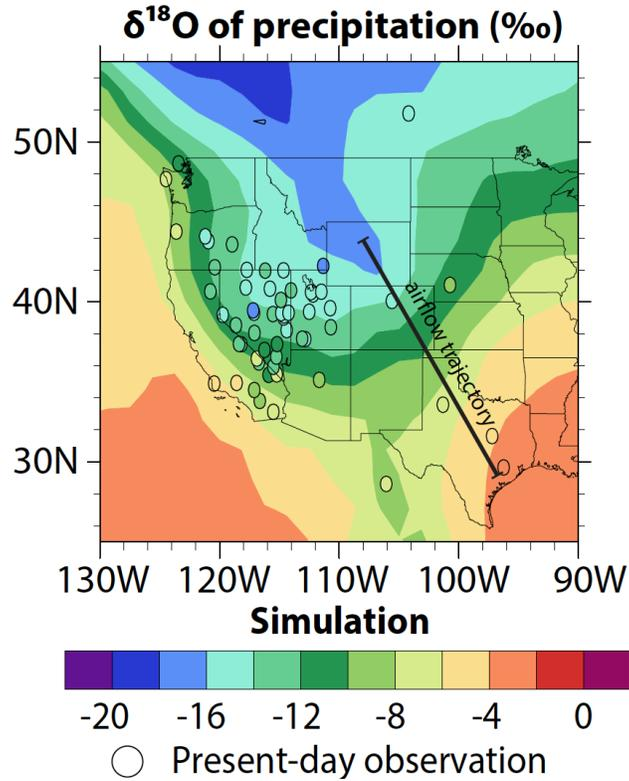 δ¹⁸O of precipitation (‰)
50N
40N
30N
airflow trajectory
130W 120W 110W 100W 90W
Simulation
-20 -16 -12 -8 -4 0
Present-day observation